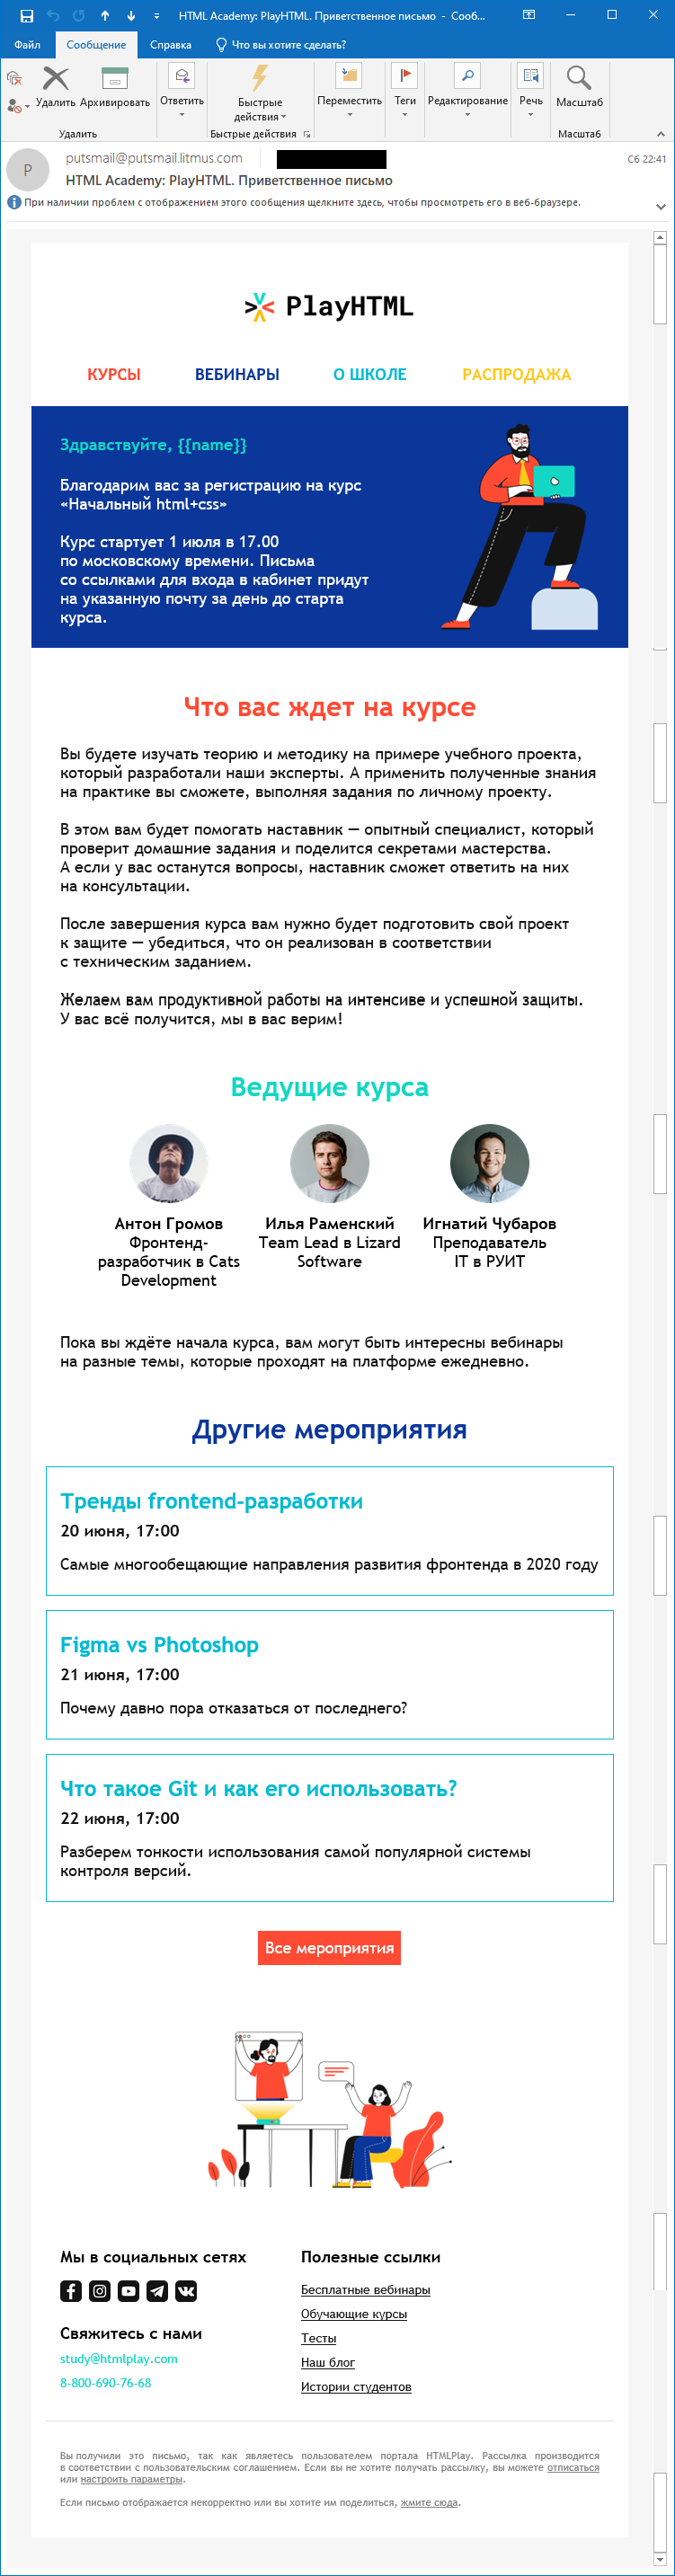 HTML Academy: PlayHTML. Приветственное письмо - Сооб...
Файл Сообщение Справка Что вы хотите сделать?
Удалить Архивировать Ответить Быстрые действия Переместить Теги Редактирование Речь Масштаб
Удалить Быстрые действия Масштаб
P
putsmail@putsmail.litmus.com
Сб 22:41
HTML Academy: PlayHTML. Приветственное письмо
При наличии проблем с отображением этого сообщения щелкните здесь, чтобы просмотреть его в веб-браузере.
PlayHTML
КУРСЫ ВЕБИНАРЫ О ШКОЛЕ РАСПРОДАЖА
Здравствуйте, {{name}}
Благодарим вас за регистрацию на курс
«Начальный html+css»
Курс стартует 1 июля в 17.00
по московскому времени. Письма
со ссылками для входа в кабинет придут
на указанную почту за день до старта
курса.
Что вас ждет на курсе
Вы будете изучать теорию и методику на примере учебного проекта,
который разработали наши эксперты. А применить полученные знания
на практике вы сможете, выполняя задания по личному проекту.
В этом вам будет помогать наставник — опытный специалист, который
проверит домашние задания и поделится секретами мастерства.
А если у вас останутся вопросы, наставник сможет ответить на них
на консультации.
После завершения курса вам нужно будет подготовить свой проект
к защите — убедиться, что он реализован в соответствии
с техническим заданием.
Желаем вам продуктивной работы на интенсиве и успешной защиты.
У вас всё получится, мы в вас верим!
Ведущие курса
Антон Громов
Фронтенд-
разработчик в Cats
Development
Илья Раменский
Team Lead в Lizard
Software
Игнатий Чубаров
Преподаватель
IT в РУИТ
Пока вы ждёте начала курса, вам могут быть интересны вебинары
на разные темы, которые проходят на платформе ежедневно.
Другие мероприятия
Тренды frontend-разработки
20 июня, 17:00
Самые многообещающие направления развития фронтенда в 2020 году
Figma vs Photoshop
21 июня, 17:00
Почему давно пора отказаться от последнего?
Что такое Git и как его использовать?
22 июня, 17:00
Разберем тонкости использования самой популярной системы
контроля версий.
Все мероприятия
Мы в социальных сетях
Свяжитесь с нами
study@htmlplay.com
8-800-690-76-68
Полезные ссылки
Бесплатные вебинары
Обучающие курсы
Тесты
Наш блог
Истории студентов
Вы получили это письмо, так как являетесь пользователем портала HTMLPlay. Рассылка производится
в соответствии с пользовательским соглашением. Если вы не хотите получать рассылку, вы можете отписаться
или настроить параметры.
Если письмо отображается некорректно или вы хотите им поделиться, жмите сюда.